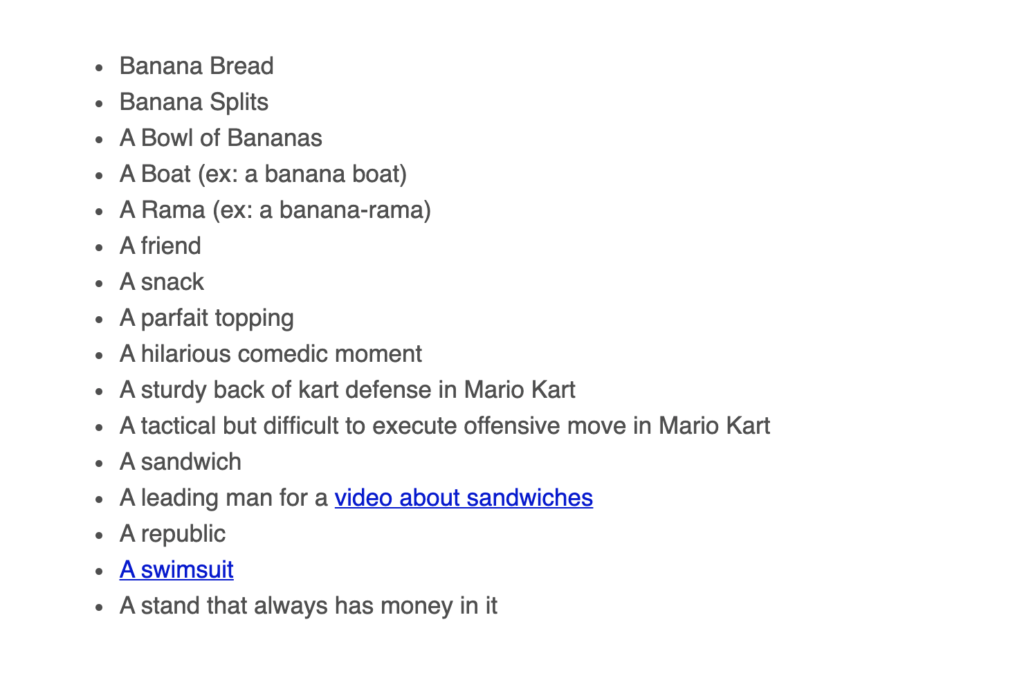 • Banana Bread
• Banana Splits
• A Bowl of Bananas
• A Boat (ex: a banana boat)
• A Rama (ex: a banana-rama)
• A friend
• A snack
• A parfait topping
• A hilarious comedic moment
• A sturdy back of kart defense in Mario Kart
• A tactical but difficult to execute offensive move in Mario Kart
• A sandwich
• A leading man for a video about sandwiches
• A republic
• A swimsuit
• A stand that always has money in it